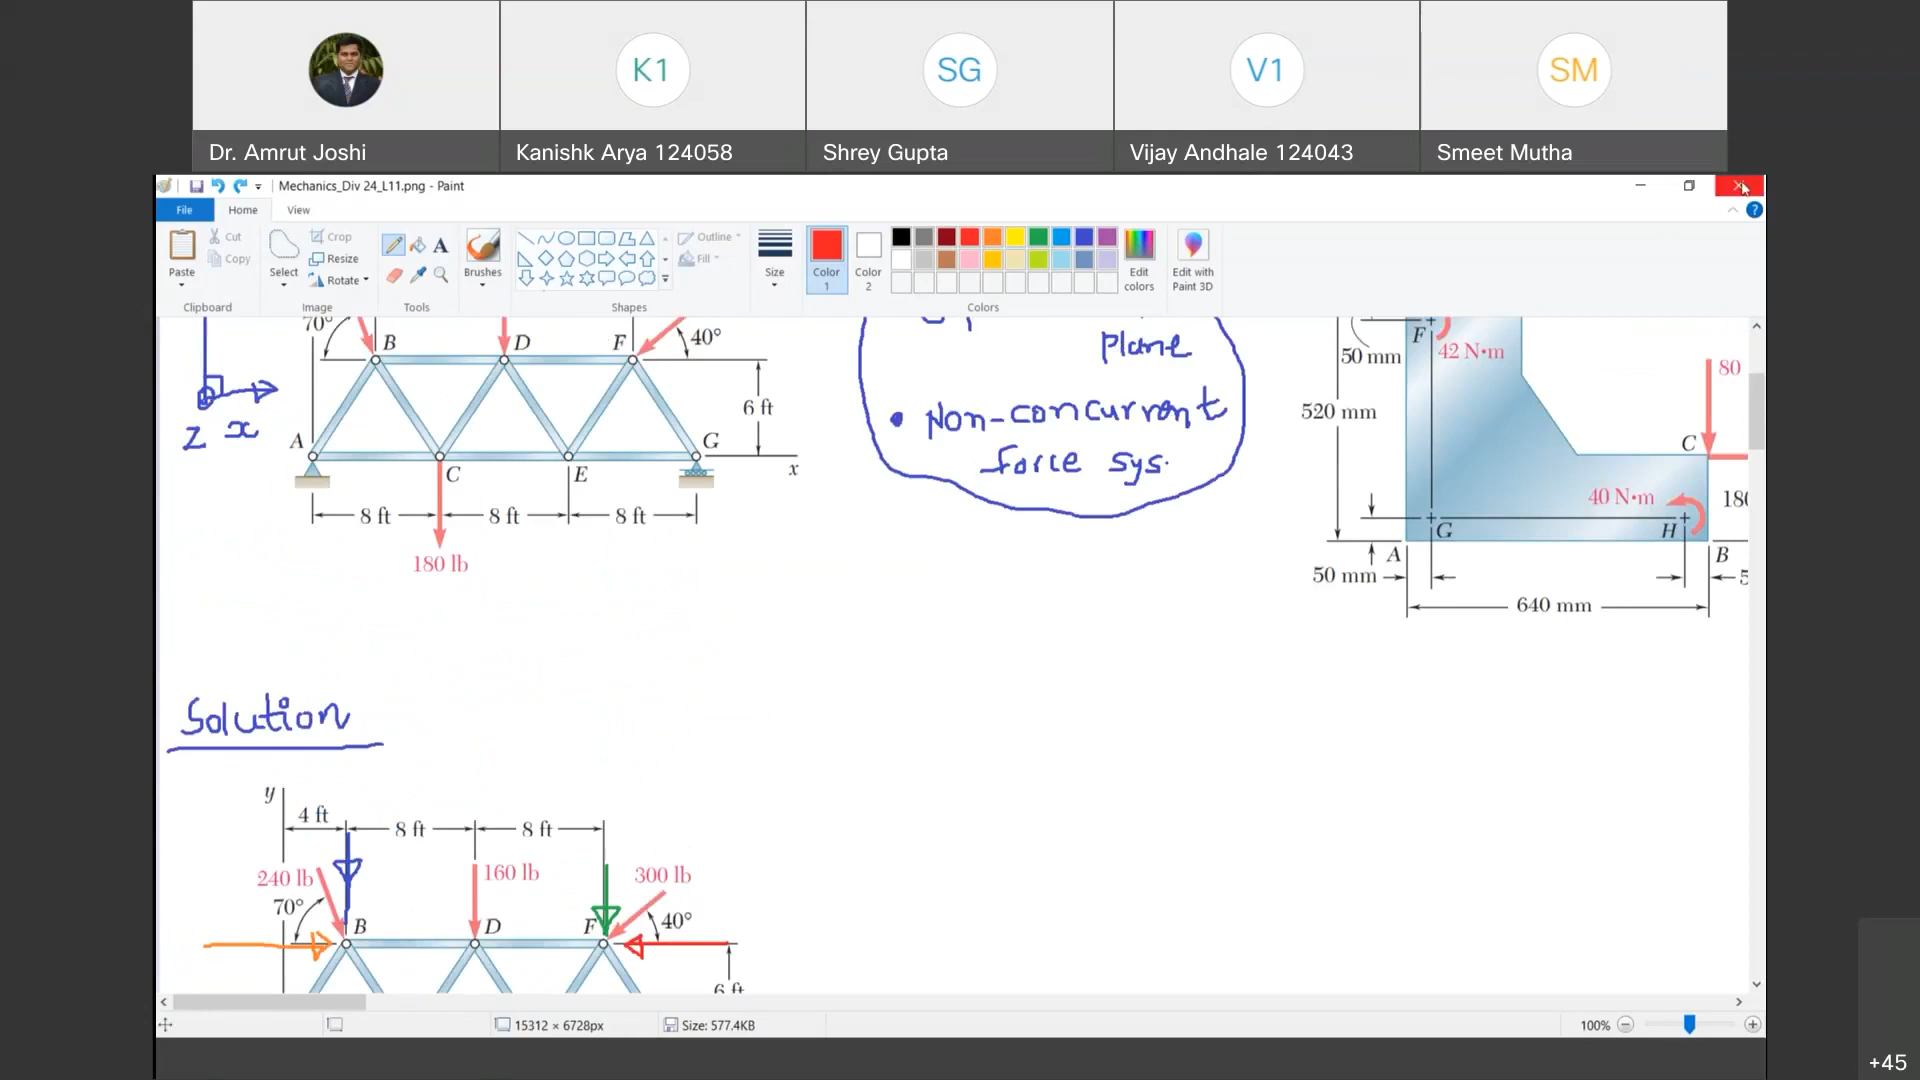 K1
SG
V1
SM
Dr. Amrut Joshi
Kanishk Arya 124058
Shrey Gupta
Vijay Andhale 124043
Smeet Mutha
Mechanics_Div 24_L11.png - Paint
File
Home
View
Paste
Cut
Copy
Clipboard
Select
Crop
Resize
Rotate
Image
A
Tools
Brushes
Outline
Fill
Shapes
Size
Color 1
Color 2
Edit colors
Colors
Edit with Paint 3D
70°
B
D
F
40°
6 ft
z
x
A
G
x
C
E
8 ft
8 ft
8 ft
180 lb
plane
• Non-concurrent
force sys.
F
50 mm
42 N•m
80
520 mm
C
40 N•m
180
G
H
A
B
50 mm
5
640 mm
Solution
y
4 ft
8 ft
8 ft
240 lb
160 lb
300 lb
70°
40°
B
D
F
6 ft
15312 × 6728px
Size: 577.4KB
100%
+45